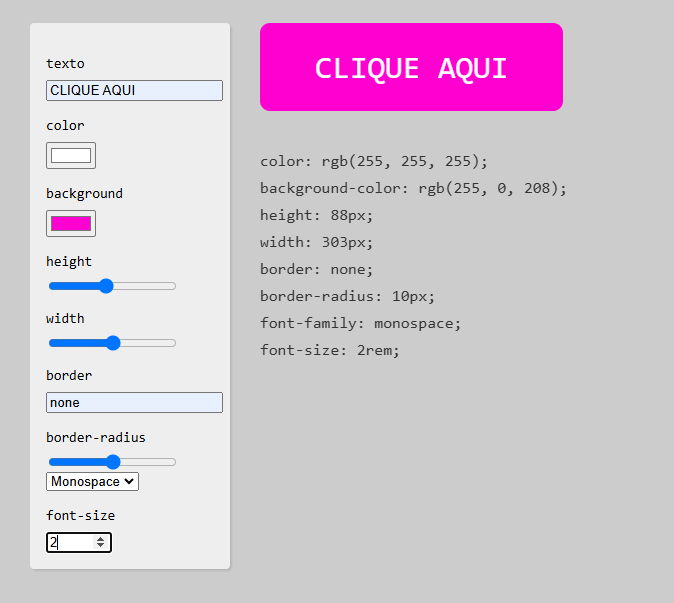 texto
CLIQUE AQUI
color
background
height
width
border
none
border-radius
Monospace
font-size
2
CLIQUE AQUI
color: rgb(255, 255, 255);
background-color: rgb(255, 0, 208);
height: 88px;
width: 303px;
border: none;
border-radius: 10px;
font-family: monospace;
font-size: 2rem;